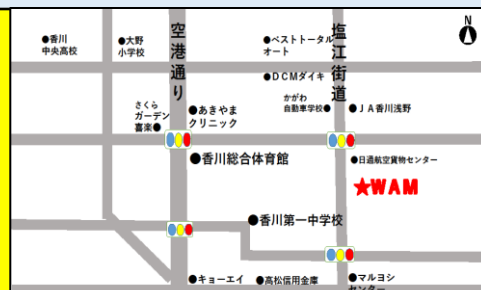 ●香川
中央高校
●大野
小学校
空港通り
●ベストトータル
オート
塩江街道
N
●DCMダイキ
さくら
ガーデン
喜楽●
●あきやま
クリニック
かがわ
自動車学校●
●JA香川浅野
●香川総合体育館
●日通航空貨物センター
★WAM
●香川第一中学校
●キョーエイ
●高松信用金庫
●マルヨシ
センター